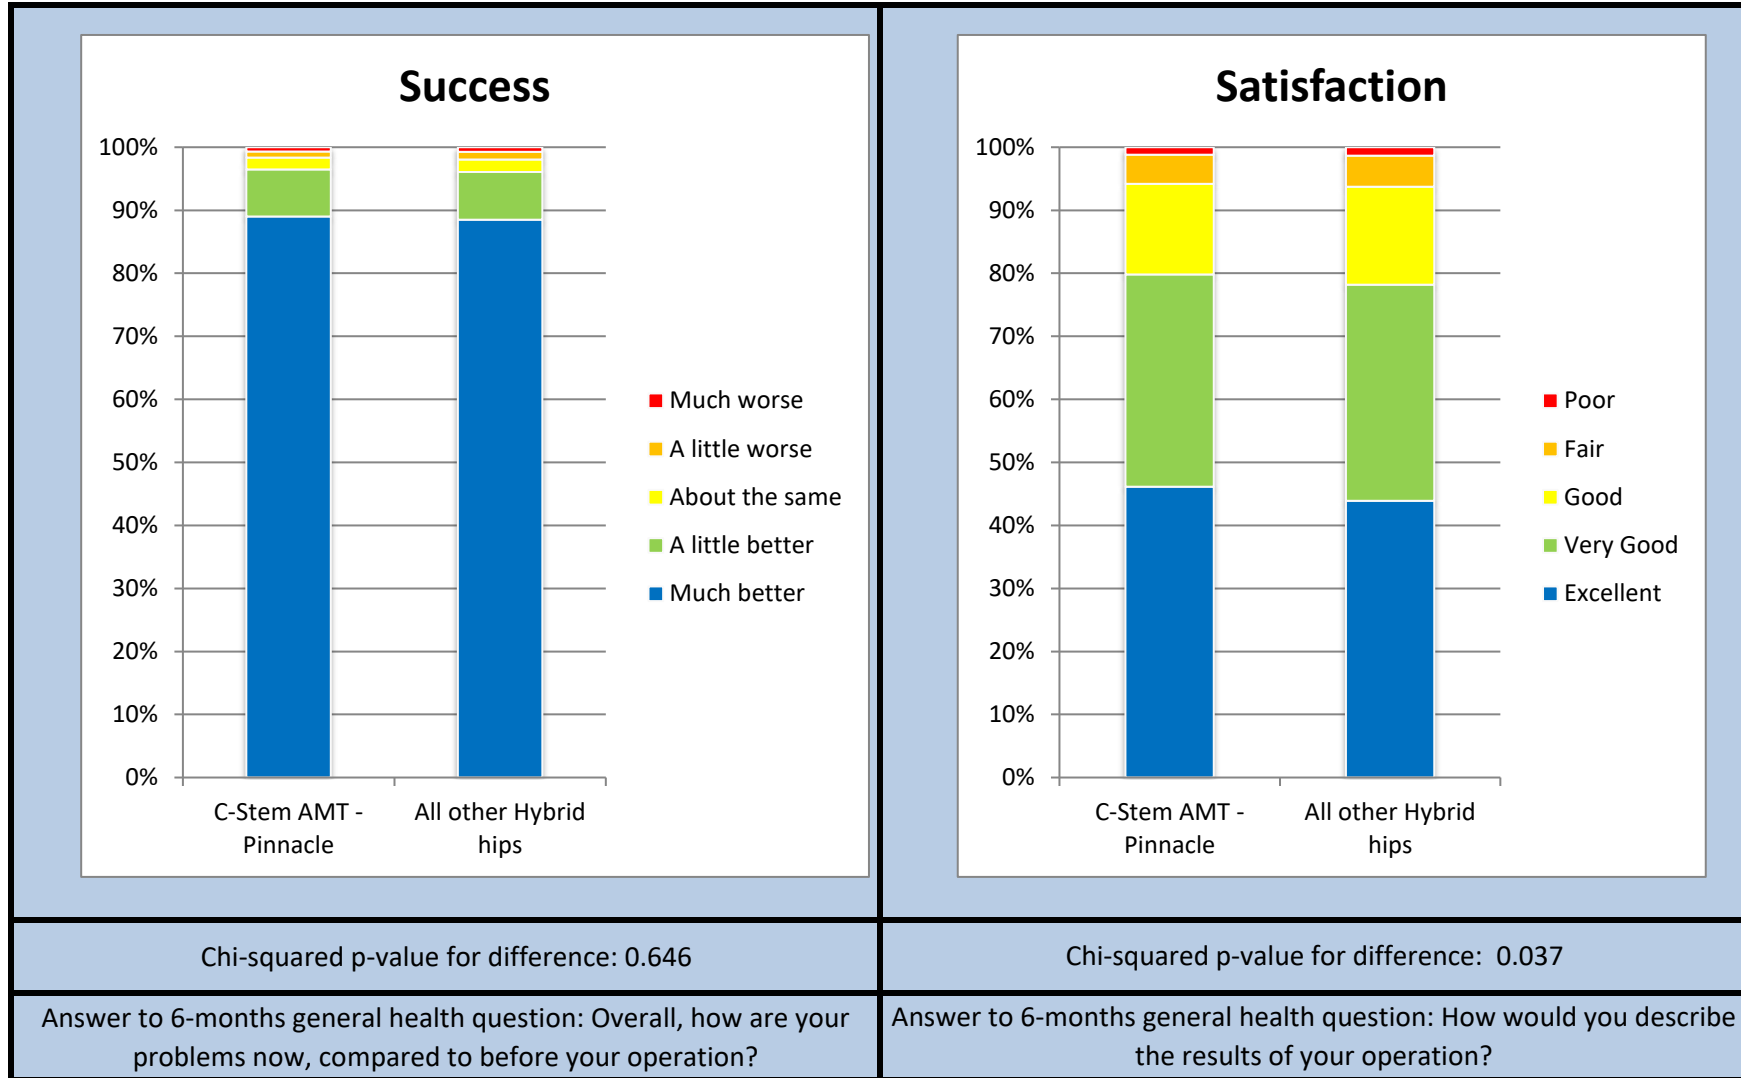 Success
100%
90%
80%
70%
60%
50%
40%
30%
20%
10%
0%
C-Stem AMT -
Pinnacle
All other Hybrid
hips
Much worse
A little worse
About the same
A little better
Much better
Satisfaction
100%
90%
80%
70%
60%
50%
40%
30%
20%
10%
0%
C-Stem AMT -
Pinnacle
All other Hybrid
hips
Poor
Fair
Good
Very Good
Excellent
Chi-squared p-value for difference: 0.646
Chi-squared p-value for difference:  0.037
Answer to 6-months general health question: Overall, how are your
problems now, compared to before your operation?
Answer to 6-months general health question: How would you describe
the results of your operation?